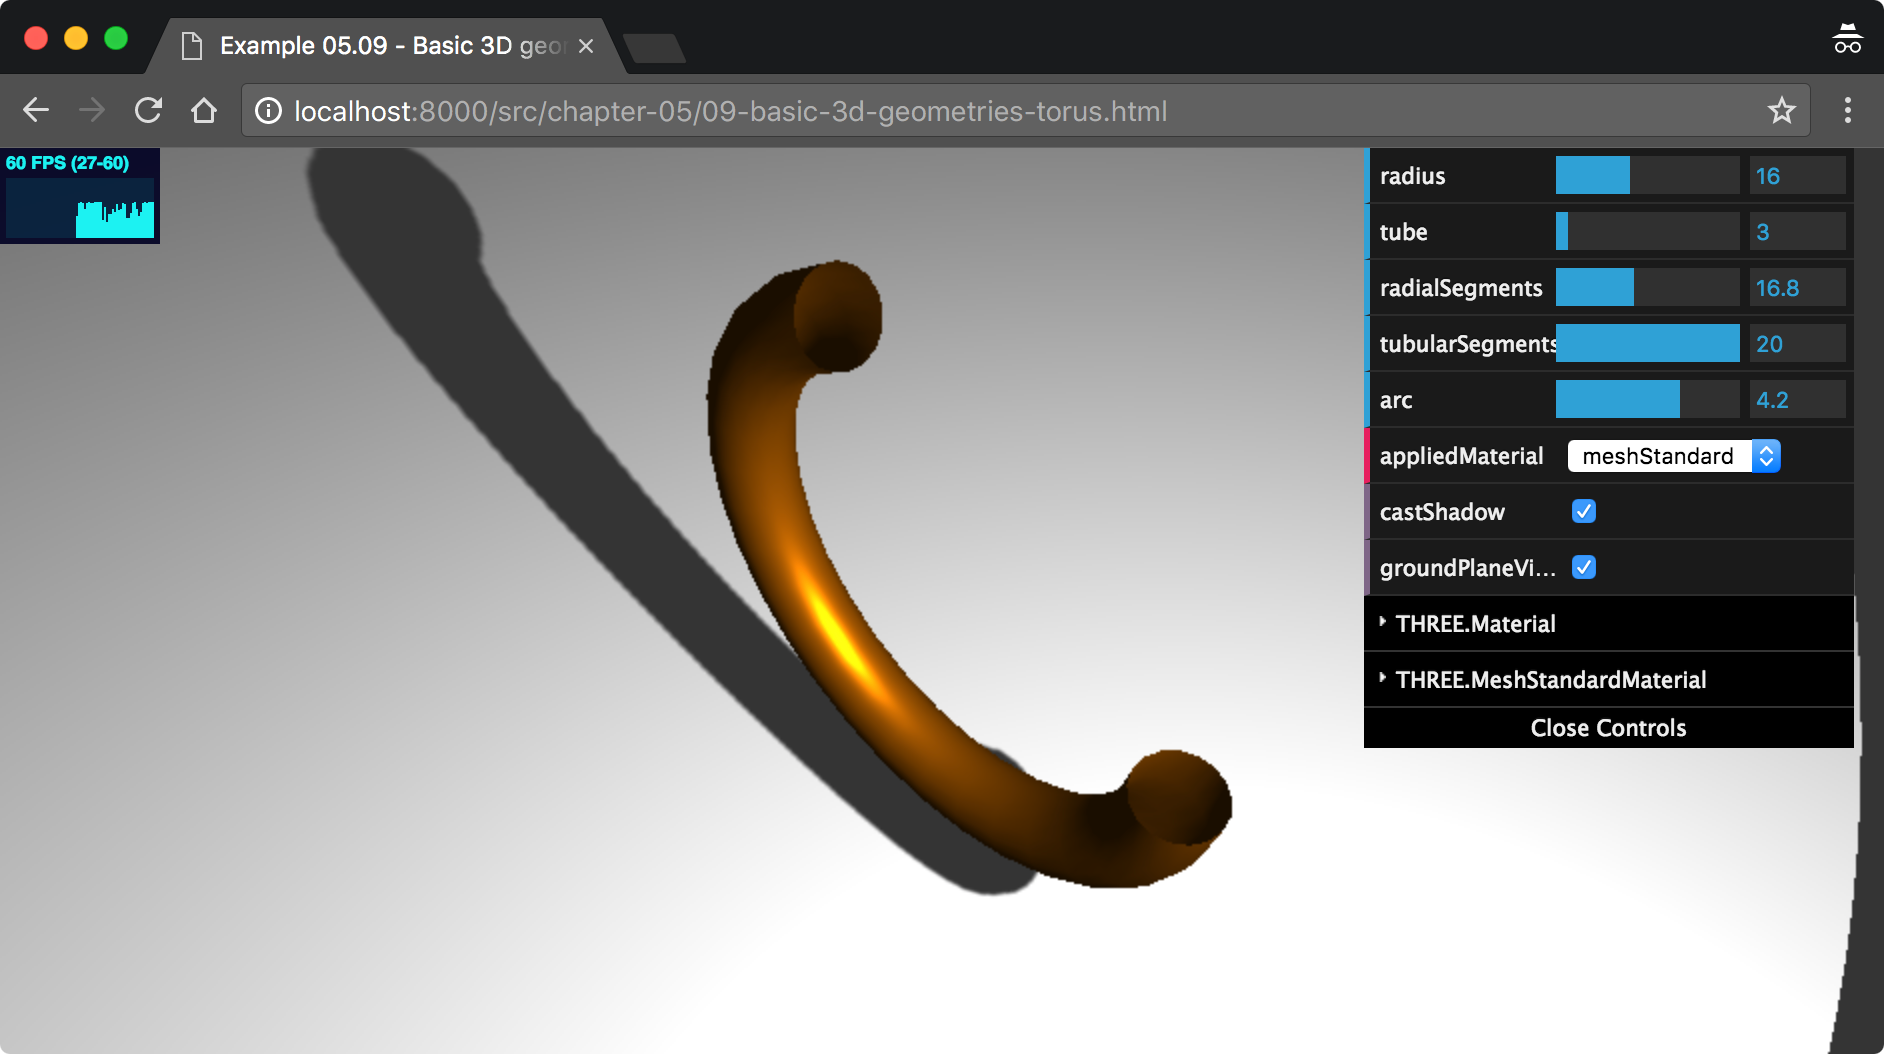 Example 05.09 - Basic 3D geo
localhost:8000/src/chapter-05/09-basic-3d-geometries-torus.html
60 FPS (27-60)
radius 16
tube 3
radialSegments 16.8
tubularSegments 20
arc 4.2
appliedMaterial meshStandard
castShadow
groundPlaneVi...
THREE.Material
THREE.MeshStandardMaterial
Close Controls